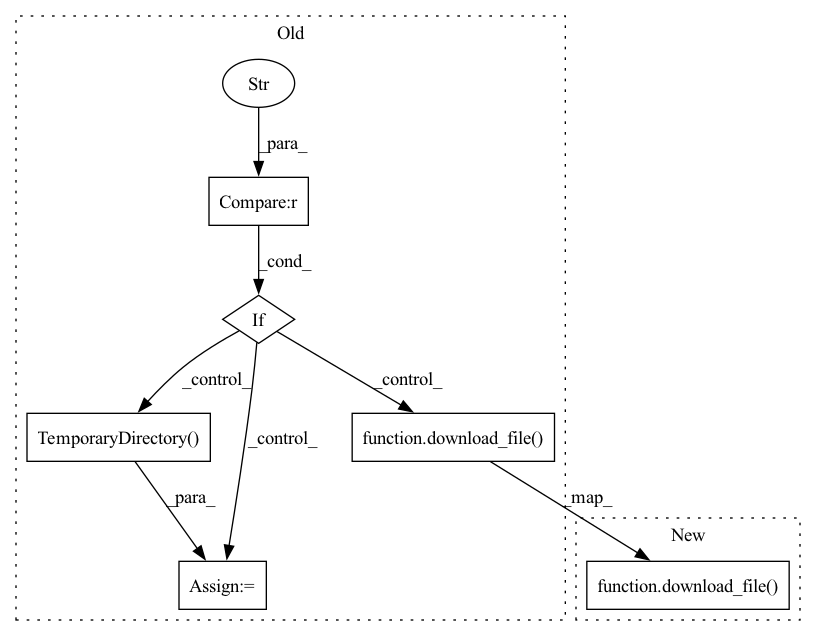 Old
Str
_para_
Compare:r
_cond_
If
_control_
_control_
_control_
TemporaryDirectory()
function.download_file()
_para_
_map_
New
Assign:=
function.download_file()